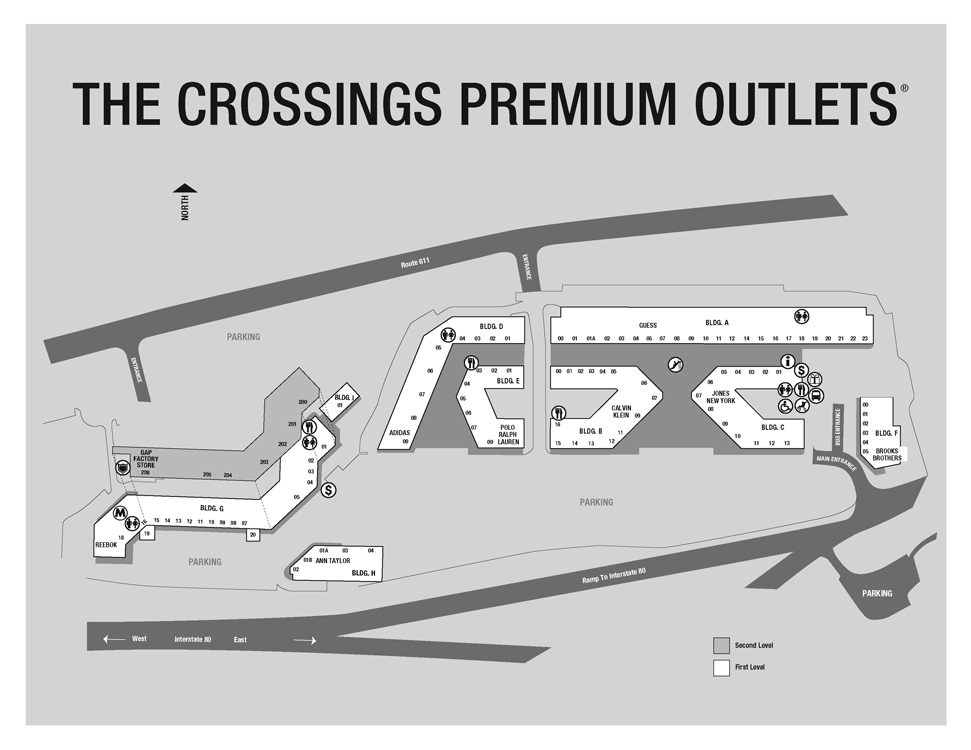 THE CROSSINGS PREMIUM OUTLETS®
NORTH
Route 611
ENTRANCE
ENTRANCE
PARKING
BLDG. D
04 03 02 01
05
06
07
08
ADIDAS
09
03 02 01
BLDG. E
04
05
06
07
POLO
RALPH
LAUREN
09
GUESS
BLDG. A
00 01 01A 02 03 04 05 06 07 08 09 10 11 12 13 14 15 16 17 18 19 20 21 22 23
00 01 02 03 04 05
06
07
CALVIN
KLEIN
09
11
12
BLDG. B
16
15 14 13
05 04 03 02 01
06
07
JONES
NEW YORK
08
09
10
BLDG. C
11 12 13
i
$
BUS ENTRANCE
MAIN ENTRANCE
00
01
02
03
04
05
BLDG. F
BROOKS
BROTHERS
BLDG. I
01
200
201
202
203
204
205
GAP
FACTORY
STORE
208
01
02
03
04
05
$
BLDG. G
M
16 15 14 13 12 11 10 09 08 07
18
19
20
REEBOK
PARKING
PARKING
01A 03 04
01B ANN TAYLOR
02
BLDG. H
Ramp To Interstate 80
PARKING
West Interstate 80 East
Second Level
First Level